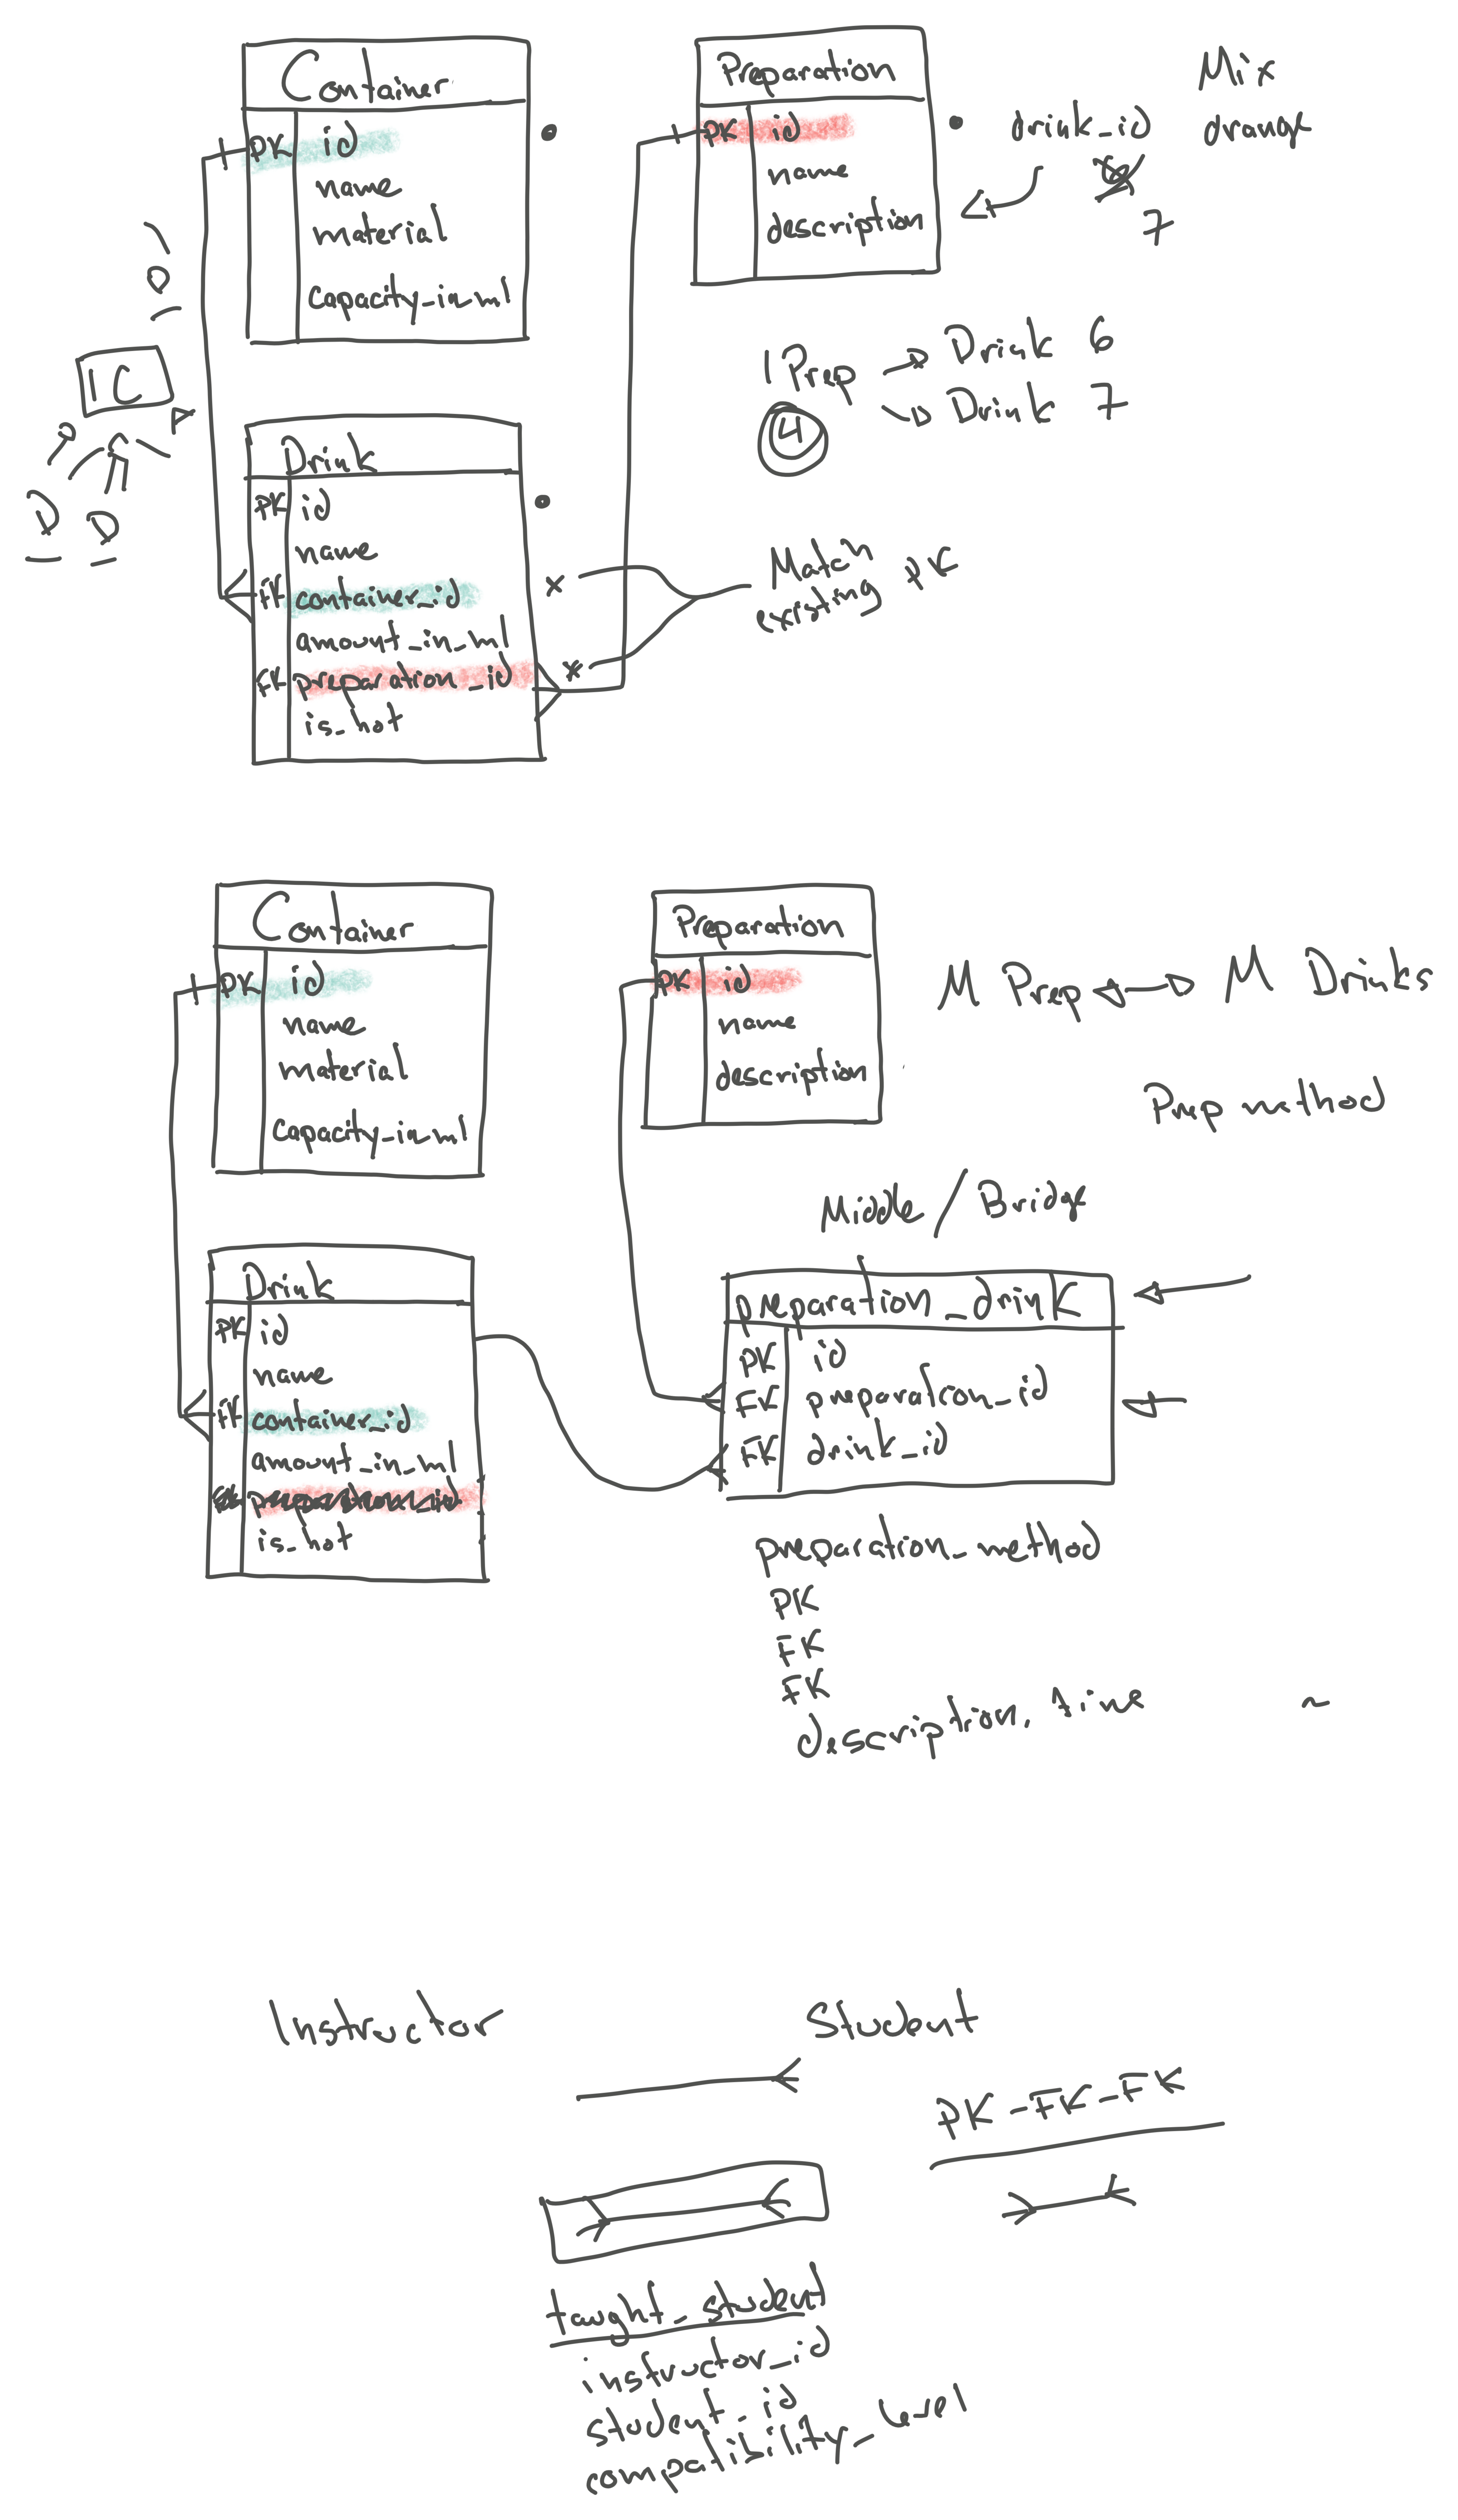 Container
PK id
name
material
capacity_in_ml
Preparation
PK id
name
description
drink_id
Mix
orange
7
1 Prep → Drink 6
↳ Drink 7
4
1 C
1 D
1 D
Drink
PK id
name
FK container_id
amount_in_ml
FK preparation_id
is_hot
Match
existing PK
Container
PK id
name
material
capacity_in_ml
Preparation
PK id
name
description
M Prep ↔ M Drinks
Prep method
Middle / Bridge
Drink
PK id
name
FK container_id
amount_in_ml
is_hot
preparation_drink
PK id
FK preparation_id
FK drink_id
preparation_method
PK
FK
FK
description, time
Instructor
Student
PK - FK - FK
taught_student
instructor_id
student_id
compatibility_level